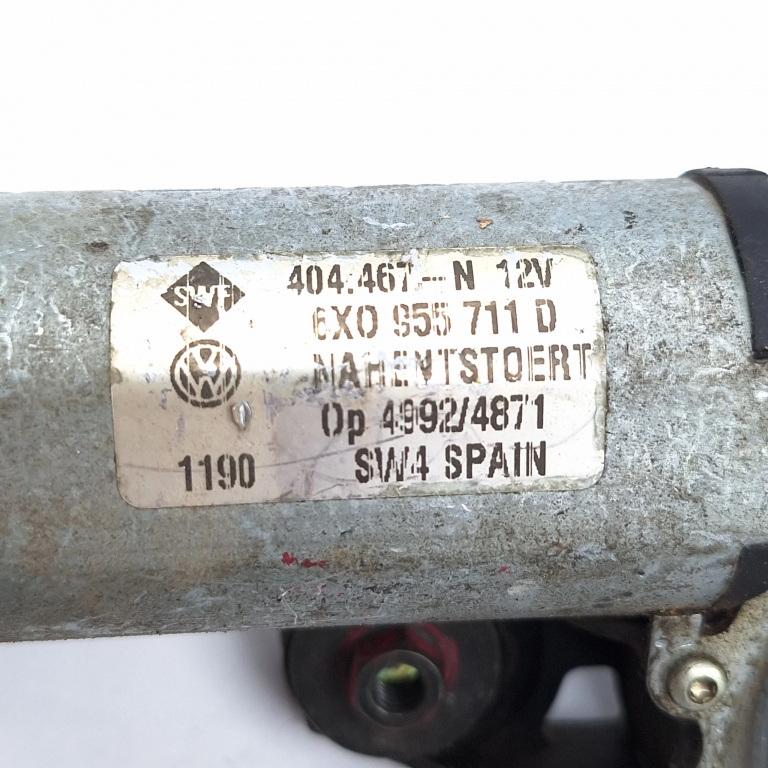 SWF 404.467-N 12V
6X0 955 711 D
NAHENTSTOERT
Op 4992/4871
1190 SW4 SPAIN